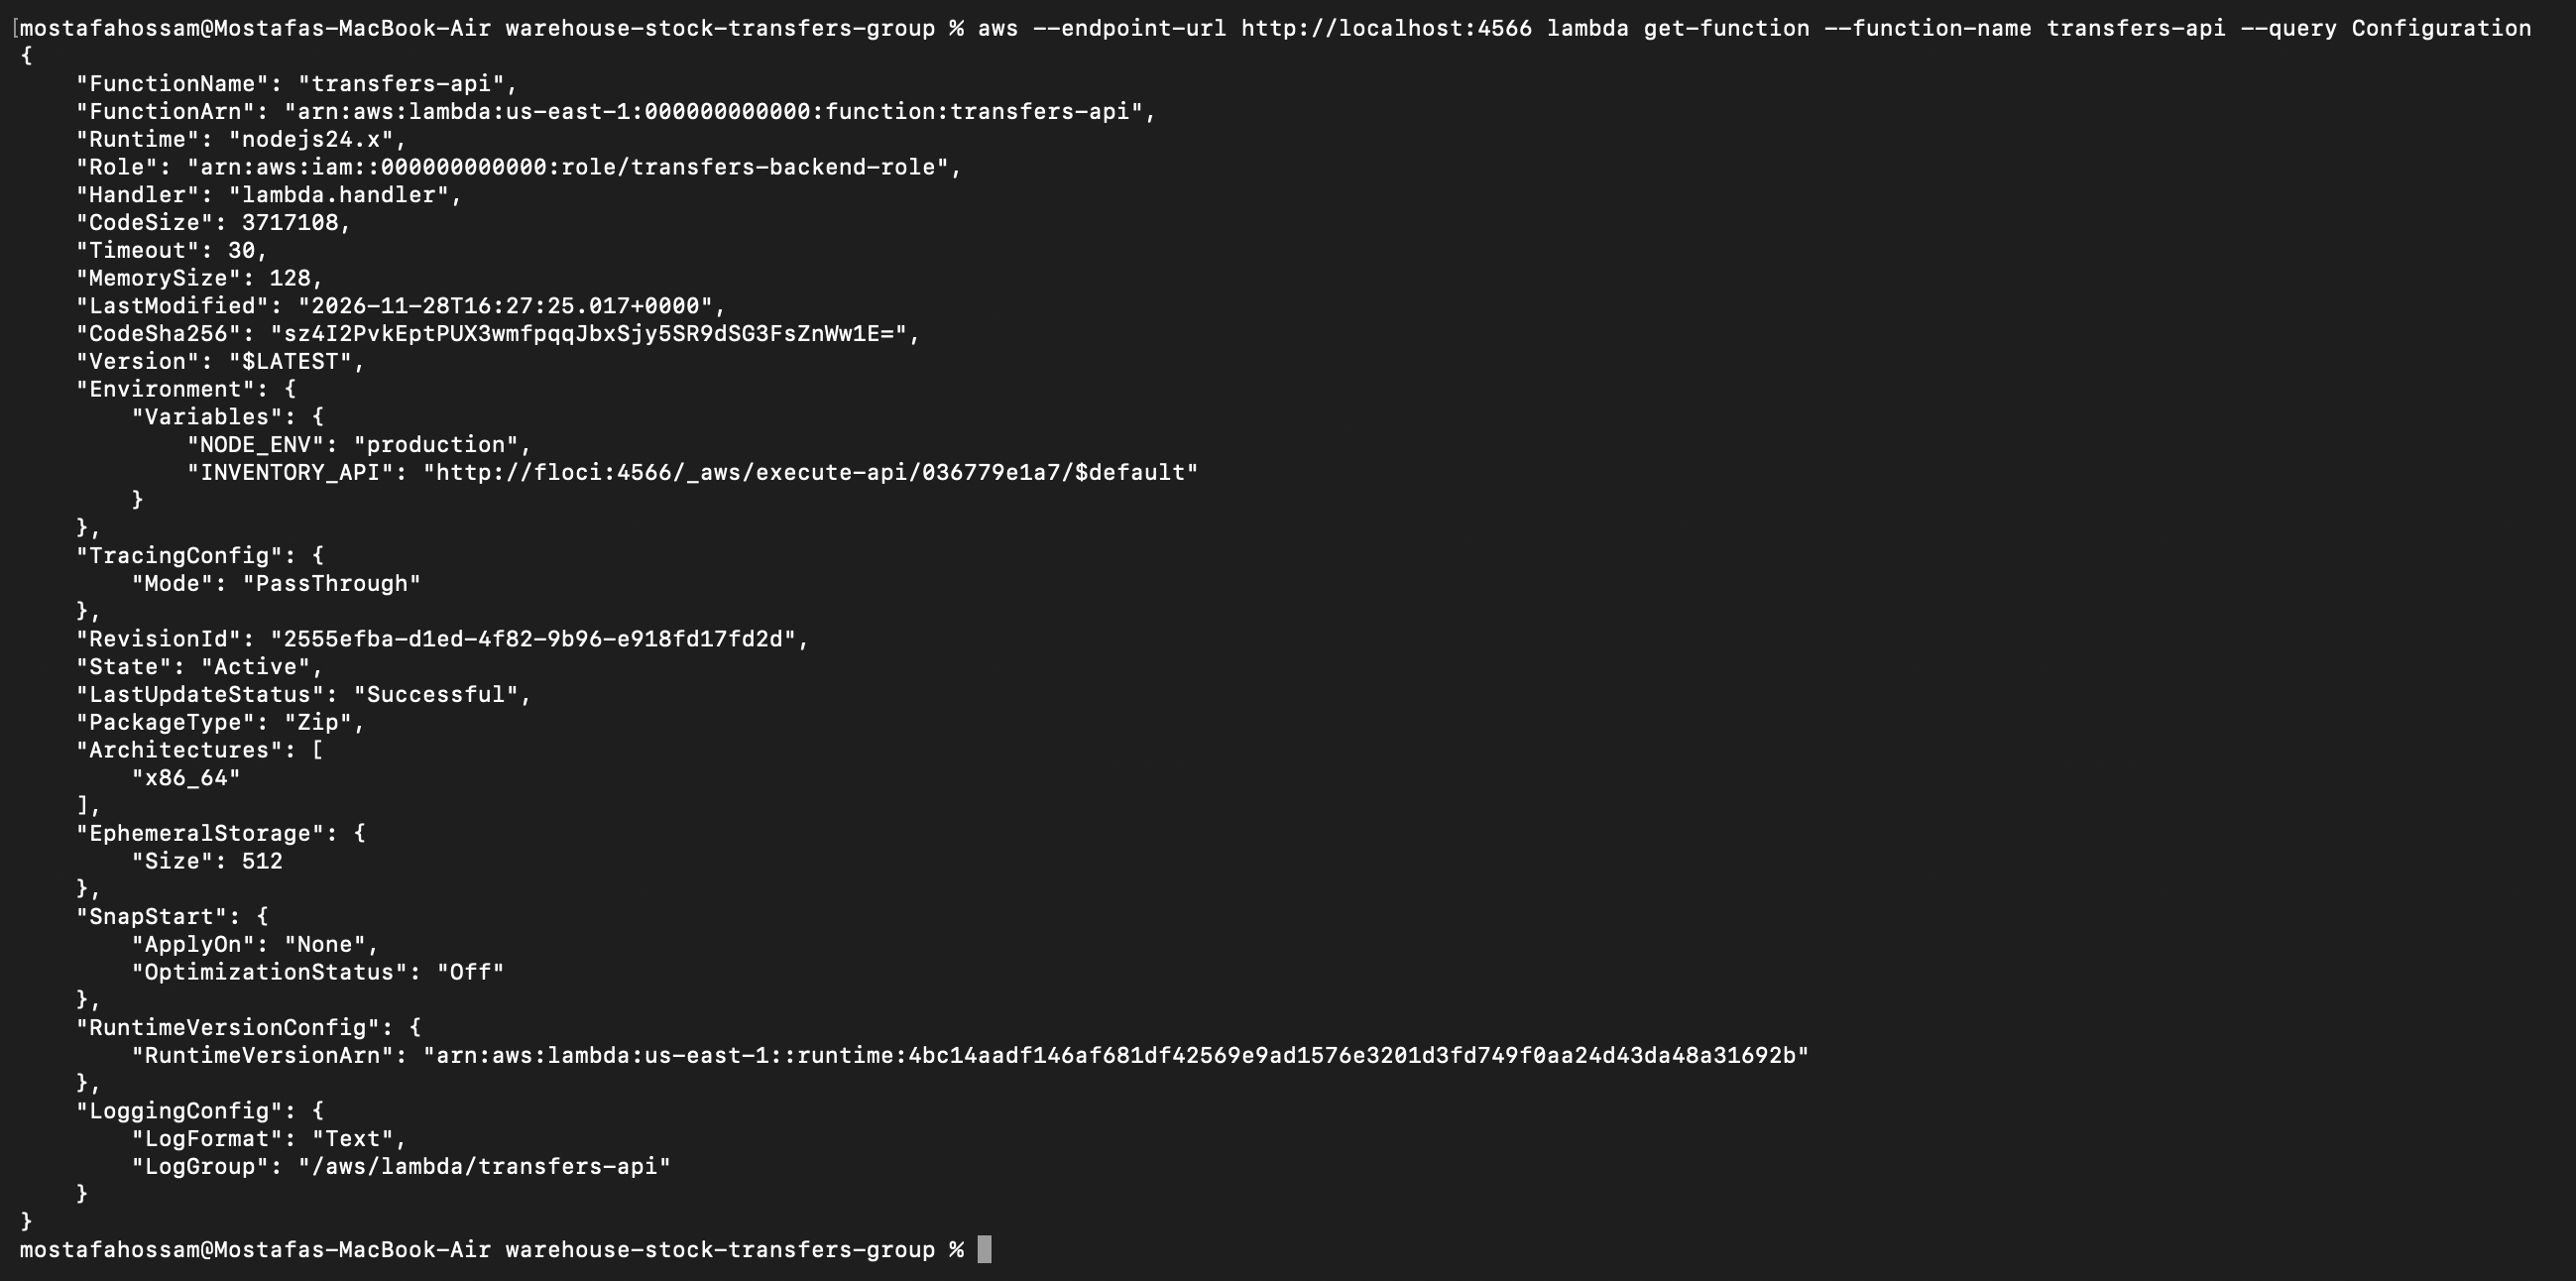 [mostafahossam@Mostafas-MacBook-Air warehouse-stock-transfers-group % aws --endpoint-url http://localhost:4566 lambda get-function --function-name transfers-api --query Configuration
{
    "FunctionName": "transfers-api",
    "FunctionArn": "arn:aws:lambda:us-east-1:000000000000:function:transfers-api",
    "Runtime": "nodejs24.x",
    "Role": "arn:aws:iam::000000000000:role/transfers-backend-role",
    "Handler": "lambda.handler",
    "CodeSize": 3717108,
    "Timeout": 30,
    "MemorySize": 128,
    "LastModified": "2026-11-28T16:27:25.017+0000",
    "CodeSha256": "sz4I2PvkEptPUX3wmfpqqJbxSjy5SR9dSG3FsZnWw1E=",
    "Version": "$LATEST",
    "Environment": {
        "Variables": {
            "NODE_ENV": "production",
            "INVENTORY_API": "http://floci:4566/_aws/execute-api/036779e1a7/$default"
        }
    },
    "TracingConfig": {
        "Mode": "PassThrough"
    },
    "RevisionId": "2555efba-d1ed-4f82-9b96-e918fd17fd2d",
    "State": "Active",
    "LastUpdateStatus": "Successful",
    "PackageType": "Zip",
    "Architectures": [
        "x86_64"
    ],
    "EphemeralStorage": {
        "Size": 512
    },
    "SnapStart": {
        "ApplyOn": "None",
        "OptimizationStatus": "Off"
    },
    "RuntimeVersionConfig": {
        "RuntimeVersionArn": "arn:aws:lambda:us-east-1::runtime:4bc14aadf146af681df42569e9ad1576e3201d3fd749f0aa24d43da48a31692b"
    },
    "LoggingConfig": {
        "LogFormat": "Text",
        "LogGroup": "/aws/lambda/transfers-api"
    }
}
mostafahossam@Mostafas-MacBook-Air warehouse-stock-transfers-group %